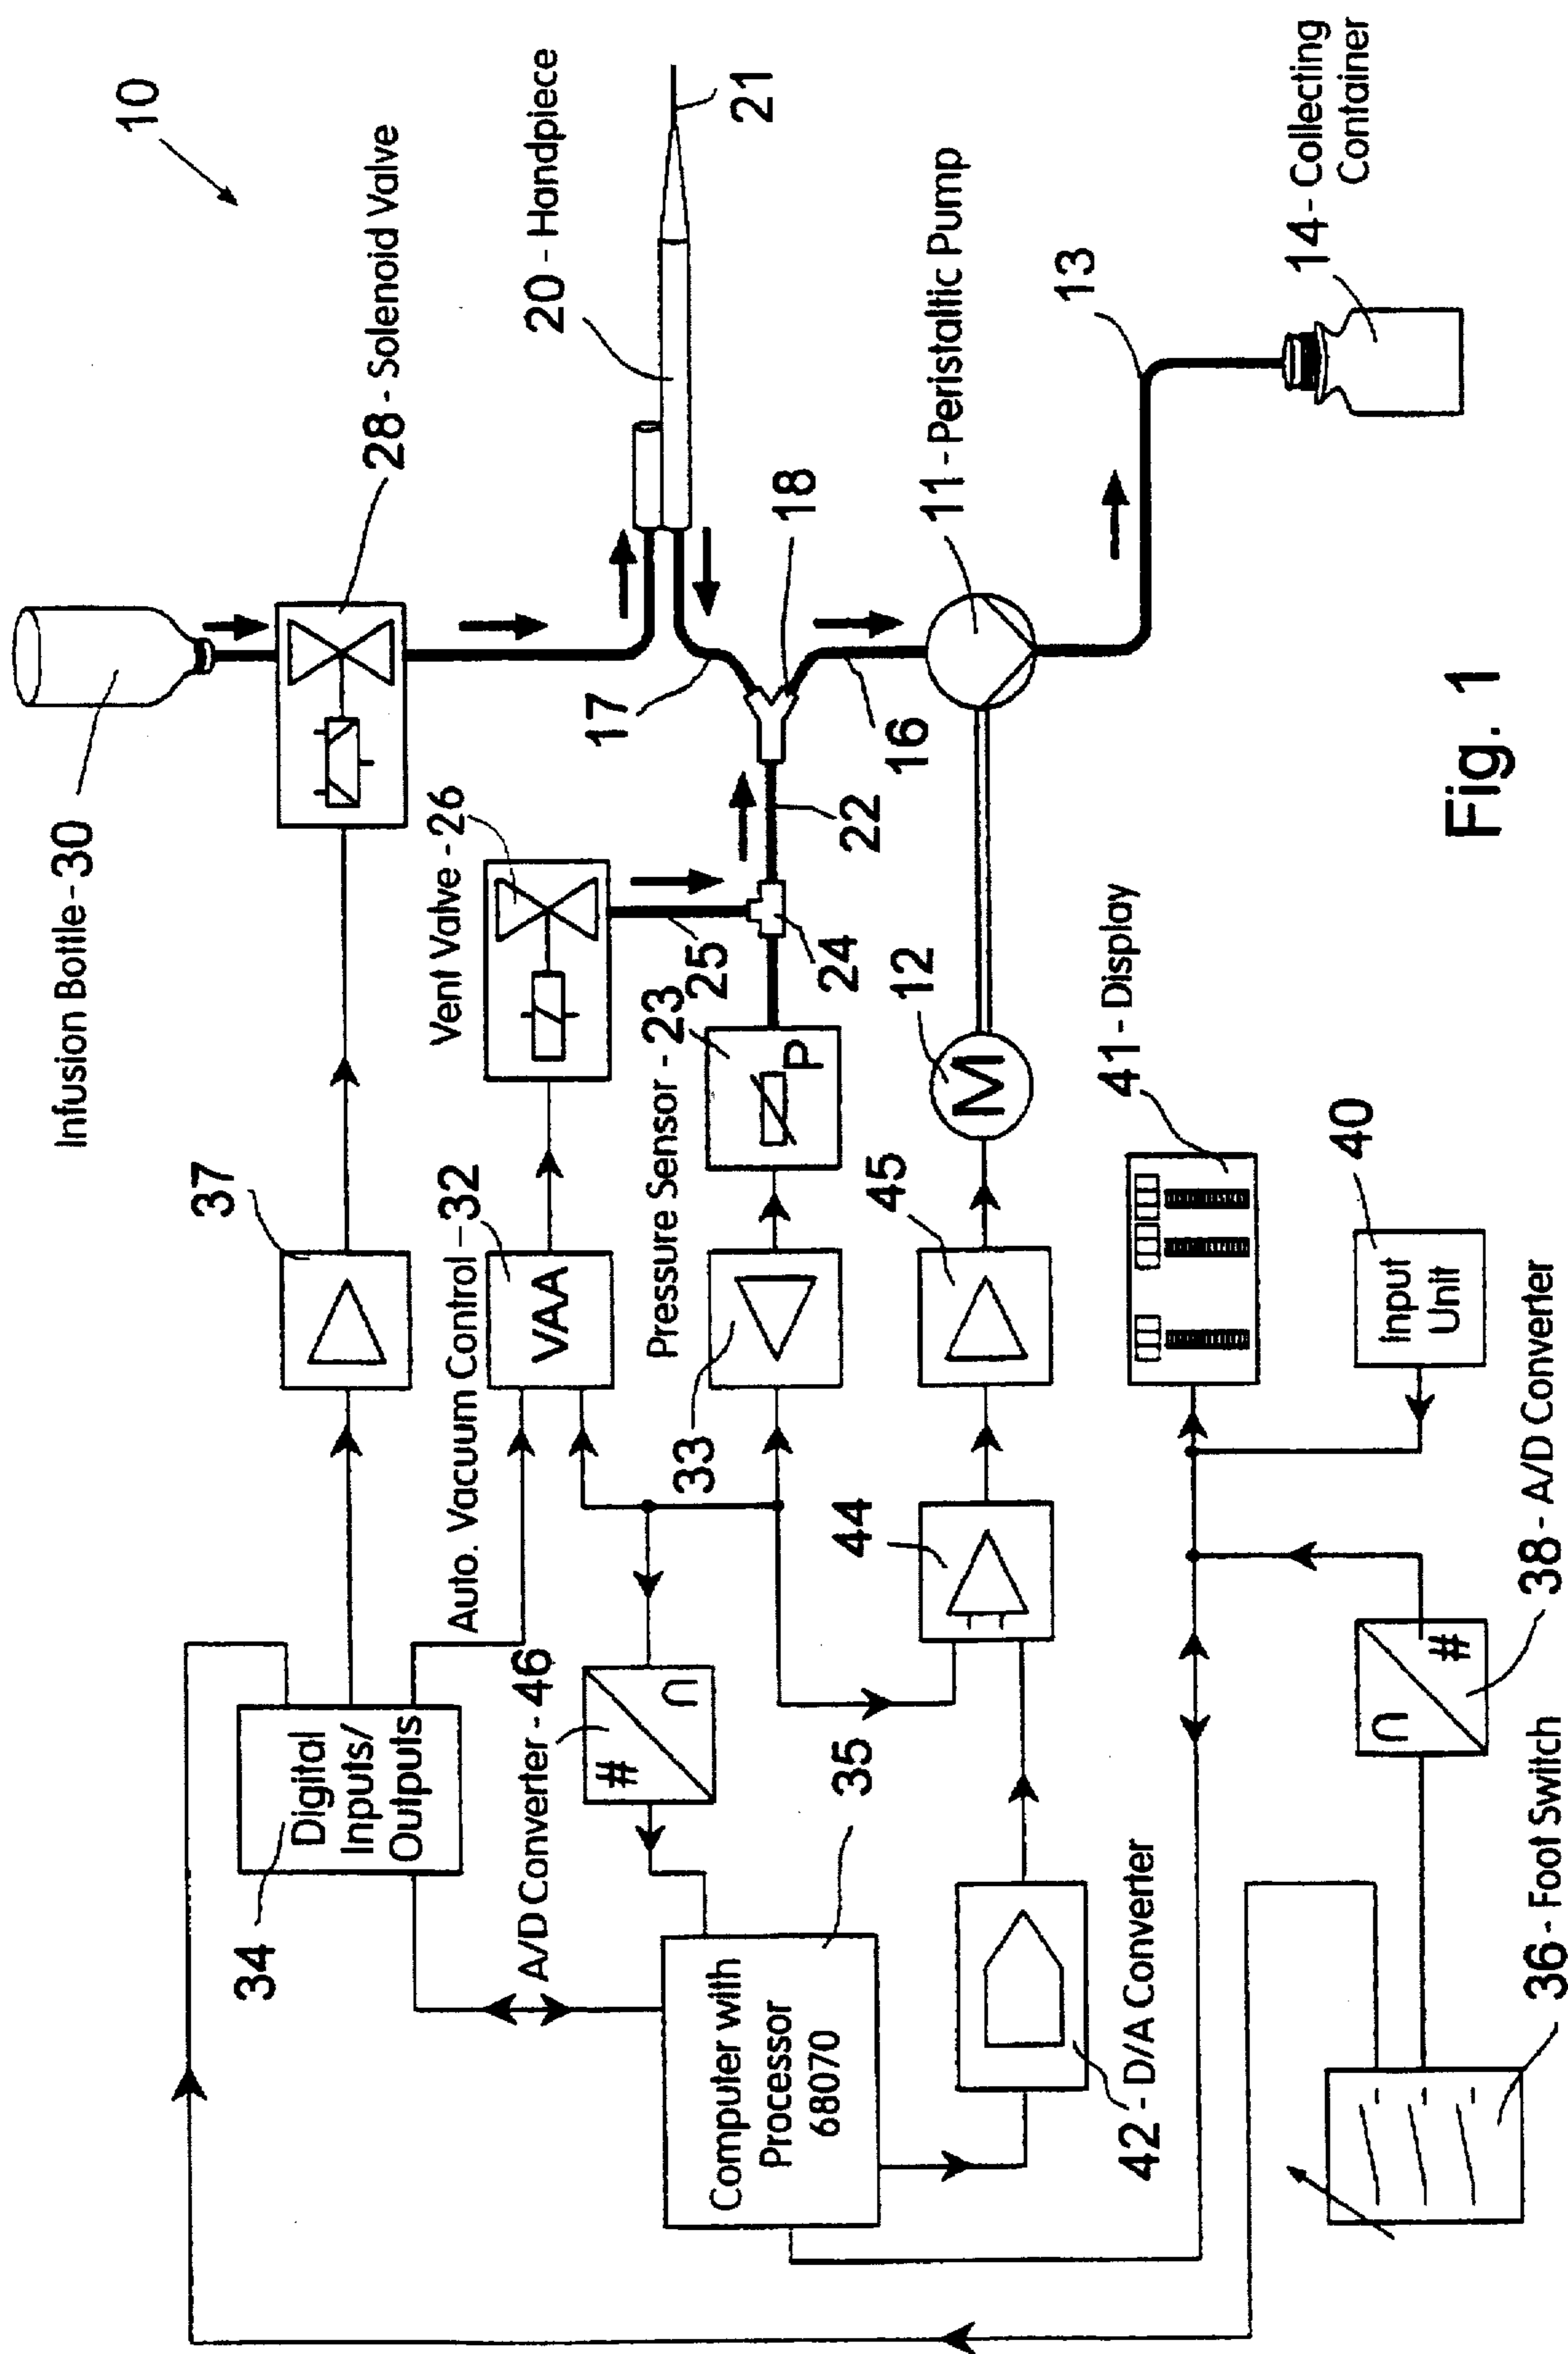 10
Infusion Bottle - 30
28 - Solenoid Valve
20 - Handpiece
21
37
Vent Valve - 26
17
18
25
22
16
24
11 - Peristaltic Pump
13
14 - Collecting
Container
Auto. Vacuum Control - 32
VAA
Pressure Sensor - 23
P
33
12
M
45
44
41 - Display
40
Input
Unit
34
Digital
Inputs/
Outputs
A/D Converter - 46
#
U
35
Computer with
Processor
68070
42 - D/A Converter
U
#
38 - A/D Converter
36 - Foot Switch
Fig. 1